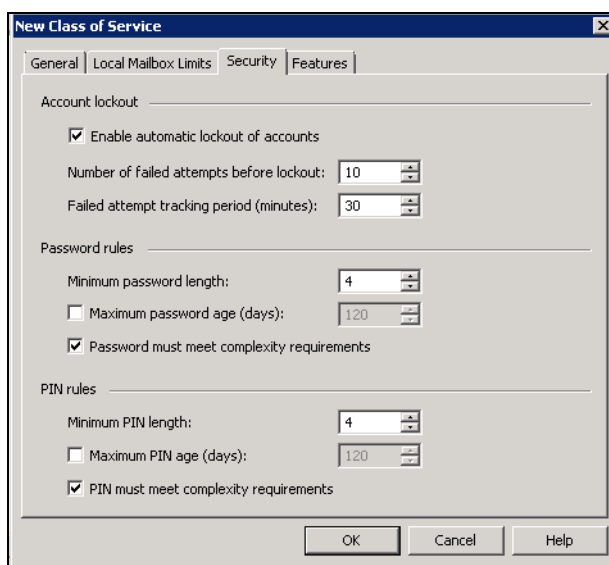 New Class of Service
General Local Mailbox Limits Security Features
Account lockout
Enable automatic lockout of accounts
Number of failed attempts before lockout: 10
Failed attempt tracking period (minutes): 30
Password rules
Minimum password length: 4
Maximum password age (days): 120
Password must meet complexity requirements
PIN rules
Minimum PIN length: 4
Maximum PIN age (days): 120
PIN must meet complexity requirements
OK Cancel Help